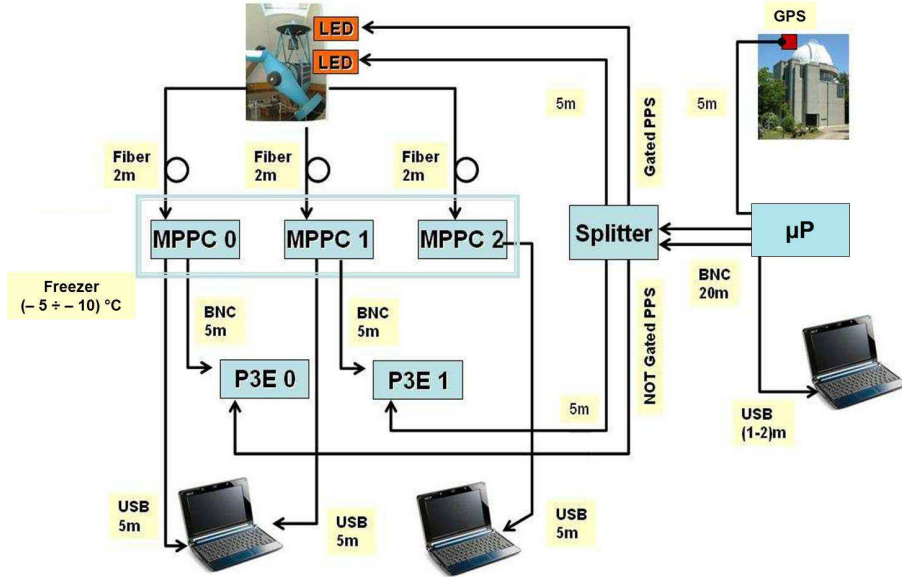 LED
GPS
LED
5m
Gated PPS
5m
Fiber
2m
Fiber
2m
Fiber
2m
MPPC 0
MPPC 1
MPPC 2
Splitter
µP
Freezer
(– 5 ÷ – 10) °C
BNC
20m
BNC
5m
BNC
5m
NOT Gated PPS
P3E 0
P3E 1
5m
USB
(1-2)m
USB
5m
USB
5m
USB
5m